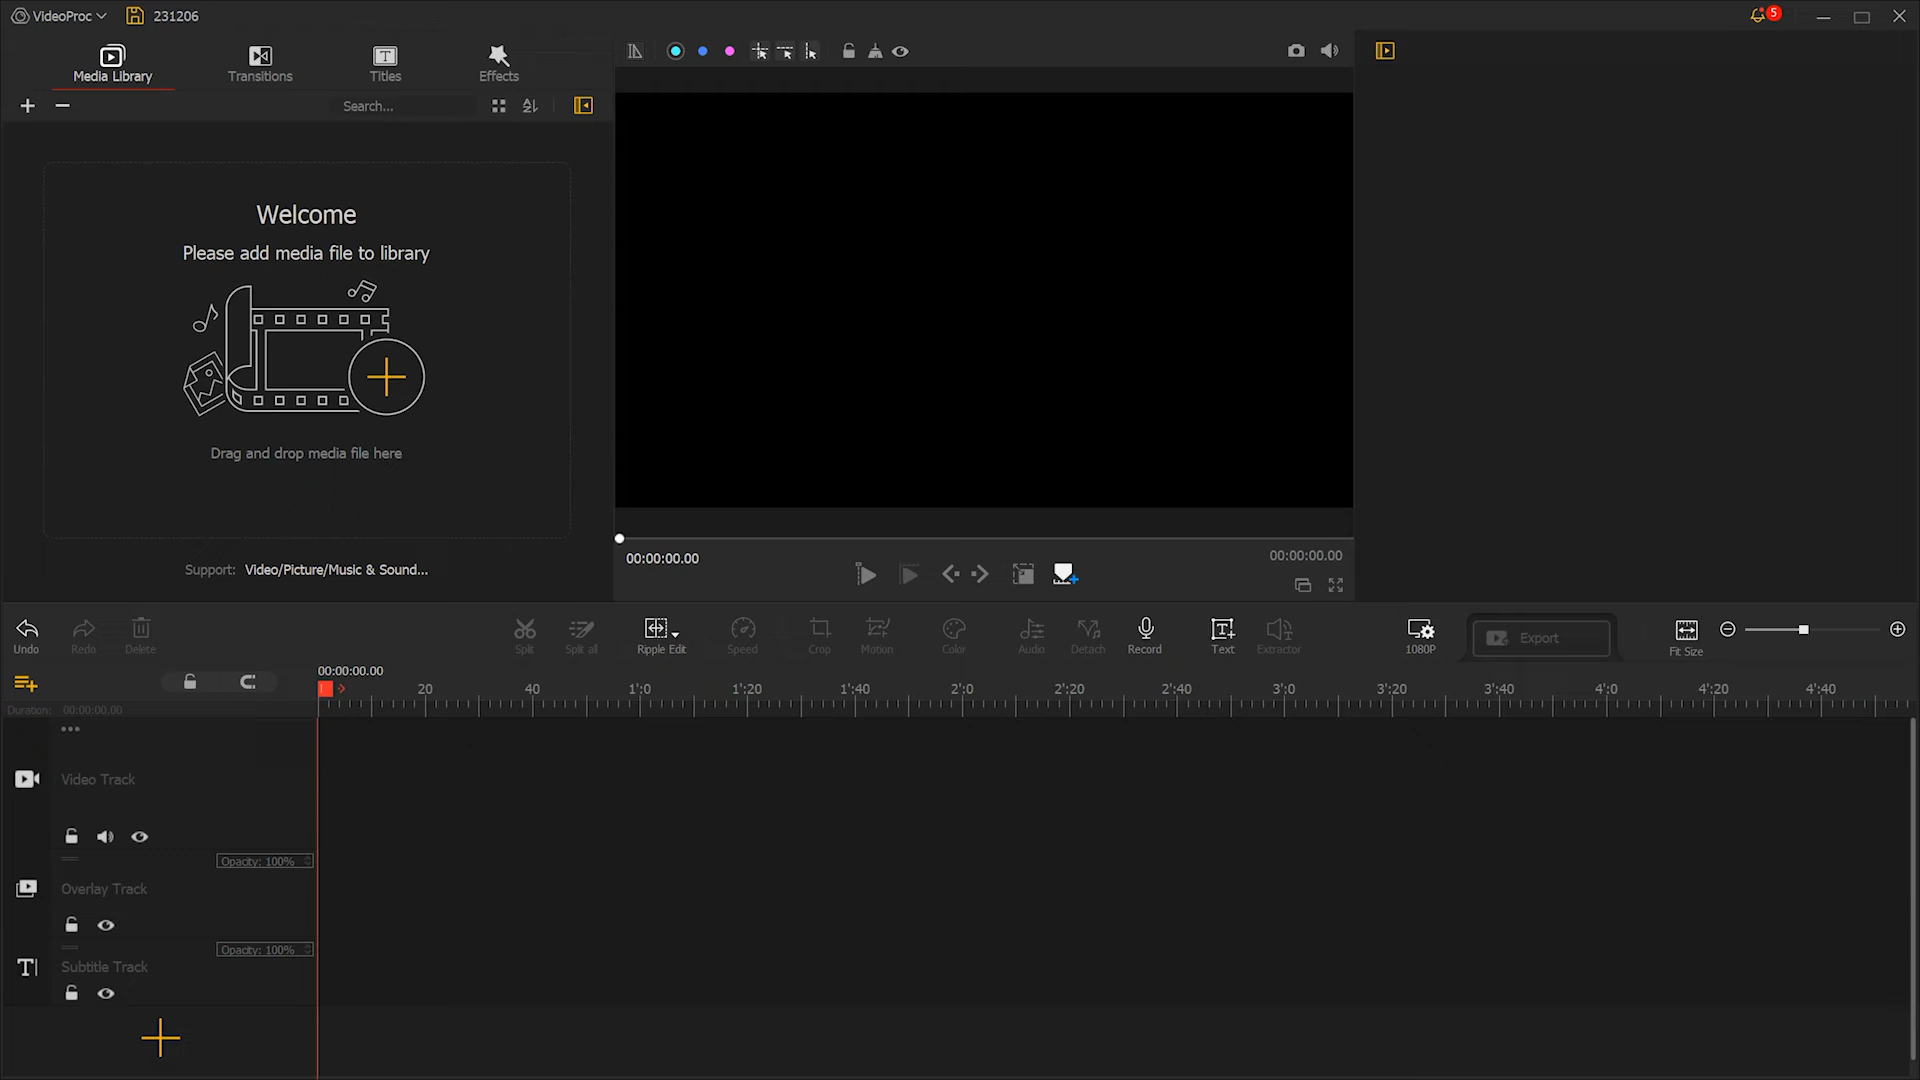 VideoProc
231206
5
Media Library
Transitions
Titles
Effects
Search...
Welcome
Please add media file to library
Drag and drop media file here
Support: Video/Picture/Music & Sound...
00:00:00.00
00:00:00.00
Undo
Redo
Delete
Split
Split all
Ripple Edit
Speed
Crop
Motion
Color
Audio
Detach
Record
Text
Extractor
1080P
Export
Fit Size
00:00:00.00
20 40 1':0 1':20 1':40 2':0 2':20 2':40 3':0 3':20 3':40 4':0 4':20 4':40
Duration: 00:00:00.00
Video Track
Opacity: 100%
Overlay Track
Opacity: 100%
Subtitle Track